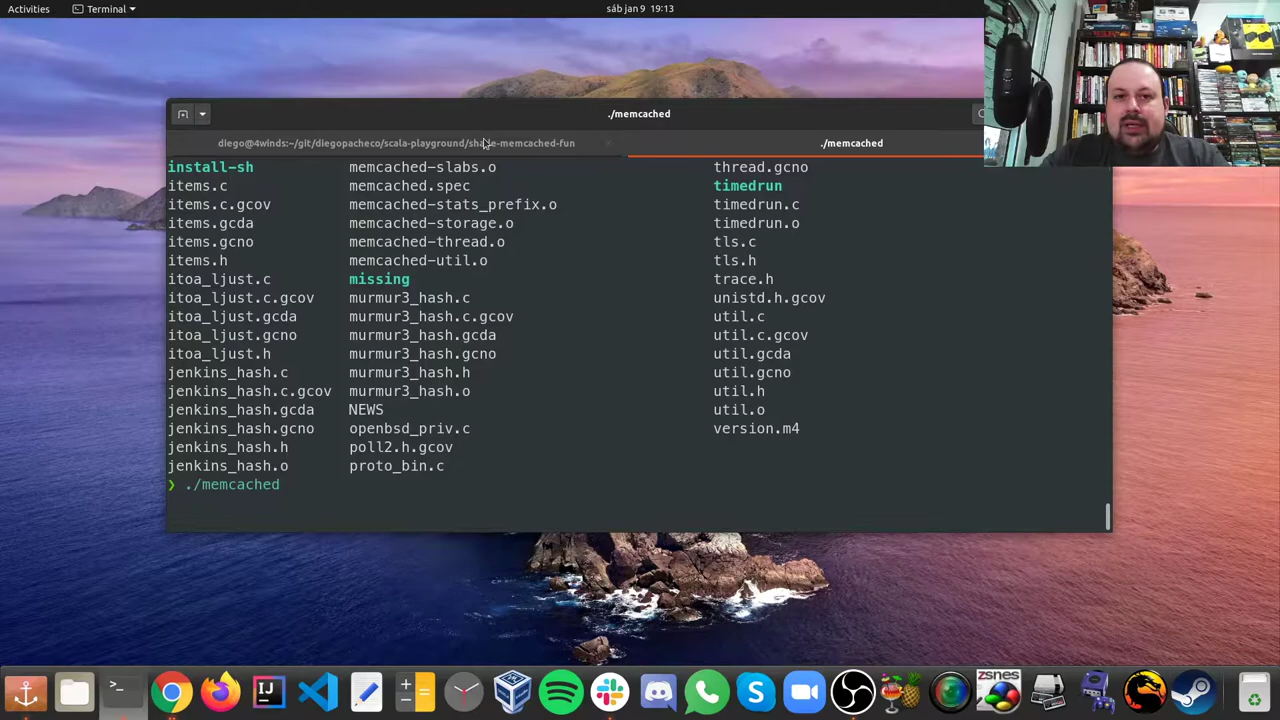 Activities
Terminal
sáb jan 9 19:13
./memcached
diego@4winds:~/git/diegopacheco/scala-playground/shade-memcached-fun
./memcached
install-sh memcached-slabs.o thread.gcno
items.c memcached.spec timedrun
items.c.gcov memcached-stats_prefix.o timedrun.c
items.gcda memcached-storage.o timedrun.o
items.gcno memcached-thread.o tls.c
items.h memcached-util.o tls.h
itoa_ljust.c missing trace.h
itoa_ljust.c.gcov murmur3_hash.c unistd.h.gcov
itoa_ljust.gcda murmur3_hash.c.gcov util.c
itoa_ljust.gcno murmur3_hash.gcda util.c.gcov
itoa_ljust.h murmur3_hash.gcno util.gcda
jenkins_hash.c murmur3_hash.h util.gcno
jenkins_hash.c.gcov murmur3_hash.o util.h
jenkins_hash.gcda NEWS util.o
jenkins_hash.gcno openbsd_priv.c version.m4
jenkins_hash.h poll2.h.gcov
jenkins_hash.o proto_bin.c
❯ ./memcached